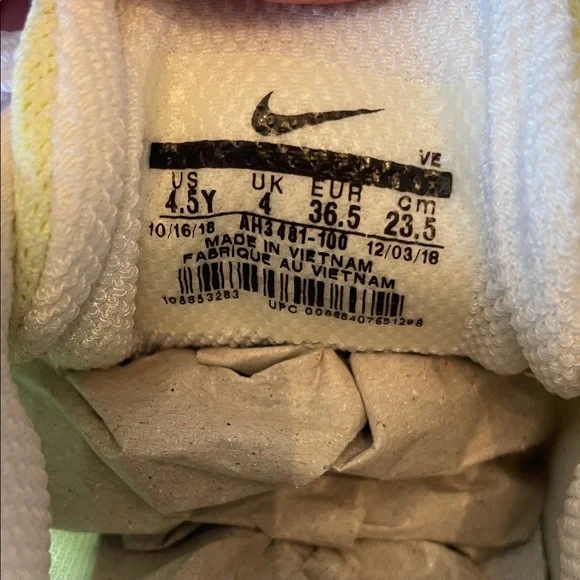 VE
US UK EUR cm
4.5Y 4 36.5 23.5
10/16/18 AH3481-100 12/03/18
MADE IN VIETNAM
FABRIQUE AU VIETNAM
108853283 UPC